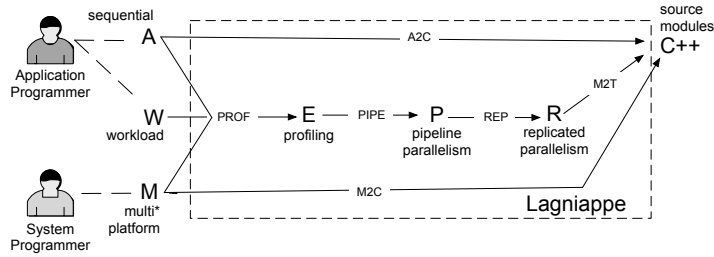 sequential
A
A2C
source
modules
C++
Application
Programmer
M2T
W
workload
PROF
E
profiling
PIPE
P
pipeline
parallelism
REP
R
replicated
parallelism
M
multi*
platform
M2C
Lagniappe
System
Programmer